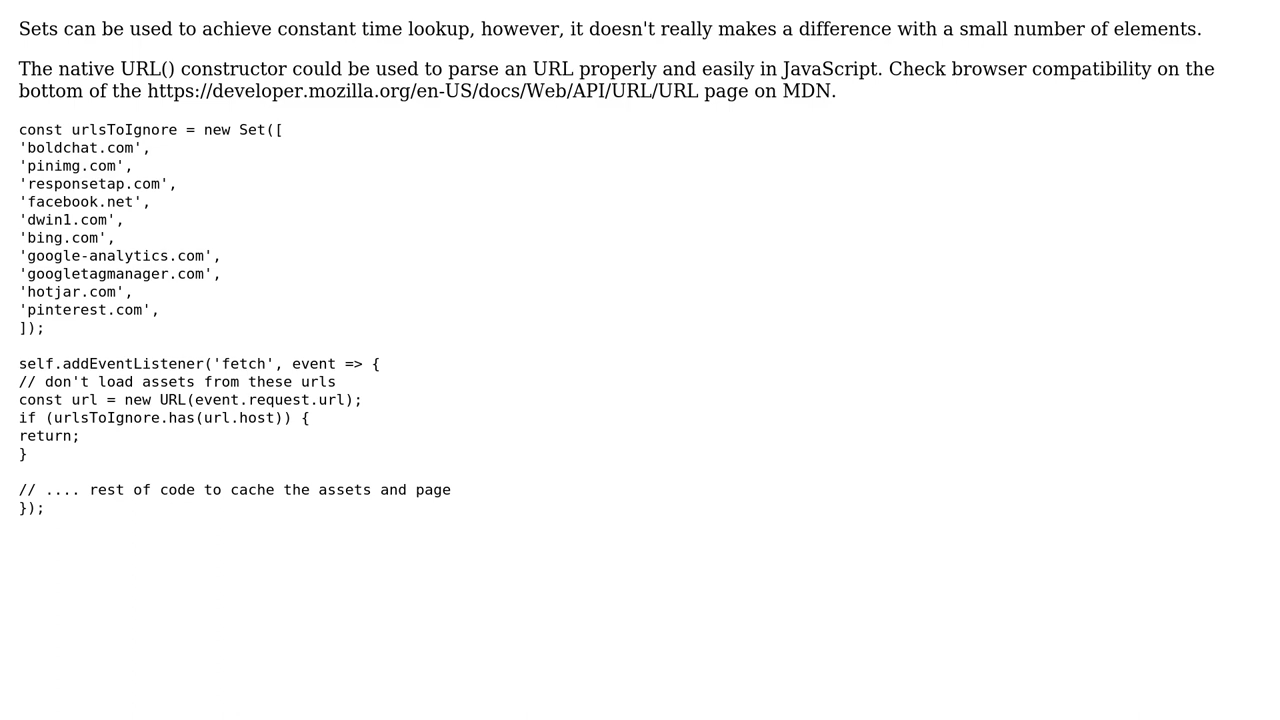 Sets can be used to achieve constant time lookup, however, it doesn't really makes a difference with a small number of elements.
The native URL() constructor could be used to parse an URL properly and easily in JavaScript. Check browser compatibility on the
bottom of the https://developer.mozilla.org/en-US/docs/Web/API/URL/URL page on MDN.
const urlsToIgnore = new Set([
'boldchat.com',
'pinimg.com',
'responsetap.com',
'facebook.net',
'dwin1.com',
'bing.com',
'google-analytics.com',
'googletagmanager.com',
'hotjar.com',
'pinterest.com',
]);
self.addEventListener('fetch', event => {
// don't load assets from these urls
const url = new URL(event.request.url);
if (urlsToIgnore.has(url.host)) {
return;
}
// .... rest of code to cache the assets and page
});